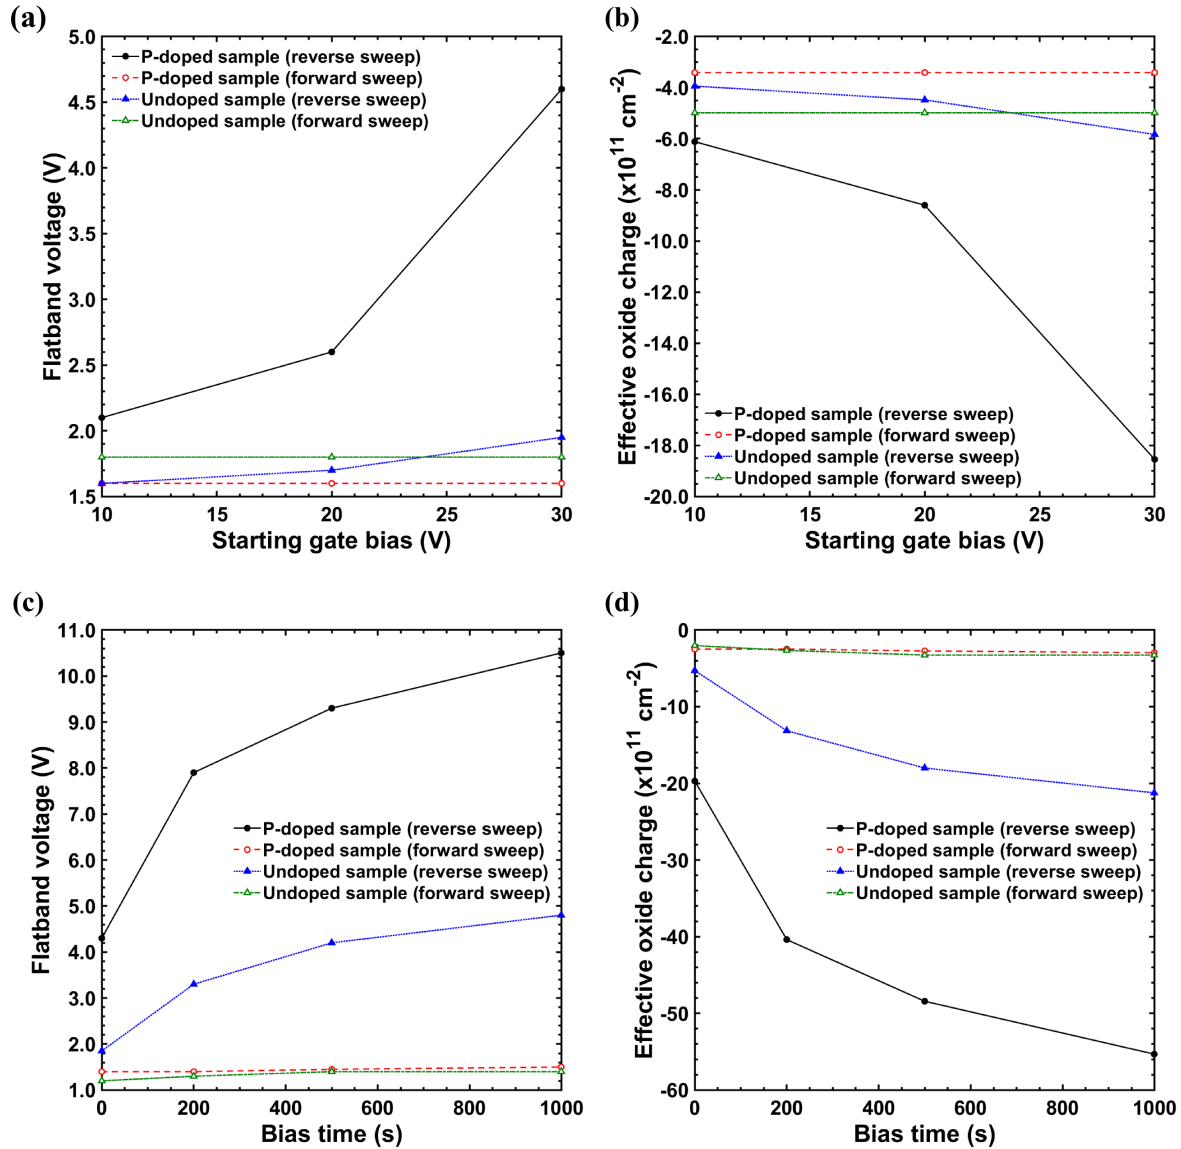 (a)
5.0
4.5
4.0
3.5
3.0
2.5
2.0
1.5
Flatband voltage (V)
P-doped sample (reverse sweep)
P-doped sample (forward sweep)
Undoped sample (reverse sweep)
Undoped sample (forward sweep)
10 15 20 25 30
Starting gate bias (V)
(b)
-2.0
-4.0
-6.0
-8.0
-10.0
-12.0
-14.0
-16.0
-18.0
-20.0
Effective oxide charge (x10¹¹ cm⁻²)
P-doped sample (reverse sweep)
P-doped sample (forward sweep)
Undoped sample (reverse sweep)
Undoped sample (forward sweep)
10 15 20 25 30
Starting gate bias (V)
(c)
11.0
10.0
9.0
8.0
7.0
6.0
5.0
4.0
3.0
2.0
1.0
Flatband voltage (V)
P-doped sample (reverse sweep)
P-doped sample (forward sweep)
Undoped sample (reverse sweep)
Undoped sample (forward sweep)
0 200 400 600 800 1000
Bias time (s)
(d)
0
-10
-20
-30
-40
-50
-60
Effective oxide charge (x10¹¹ cm⁻²)
P-doped sample (reverse sweep)
P-doped sample (forward sweep)
Undoped sample (reverse sweep)
Undoped sample (forward sweep)
0 200 400 600 800 1000
Bias time (s)